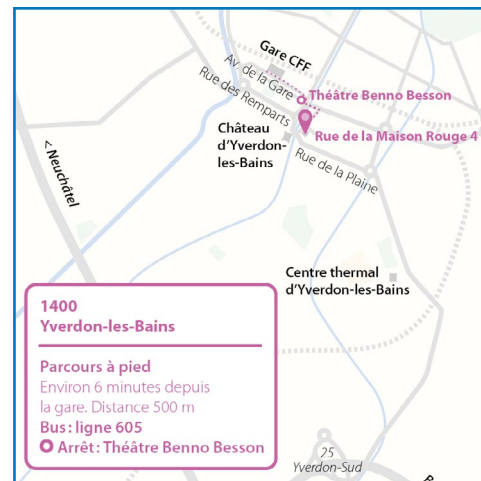 Gare CFF
Av. de la Gare
Théâtre Benno Besson
Rue des Remparts
Château
d'Yverdon-
les-Bains
Rue de la Maison Rouge 4
Rue de la Plaine
< Neuchâtel
Centre thermal
d'Yverdon-les-Bains
1400
Yverdon-les-Bains
Parcours à pied
Environ 6 minutes depuis
la gare. Distance 500 m
Bus : ligne 605
Arrêt : Théâtre Benno Besson
25
Yverdon-Sud